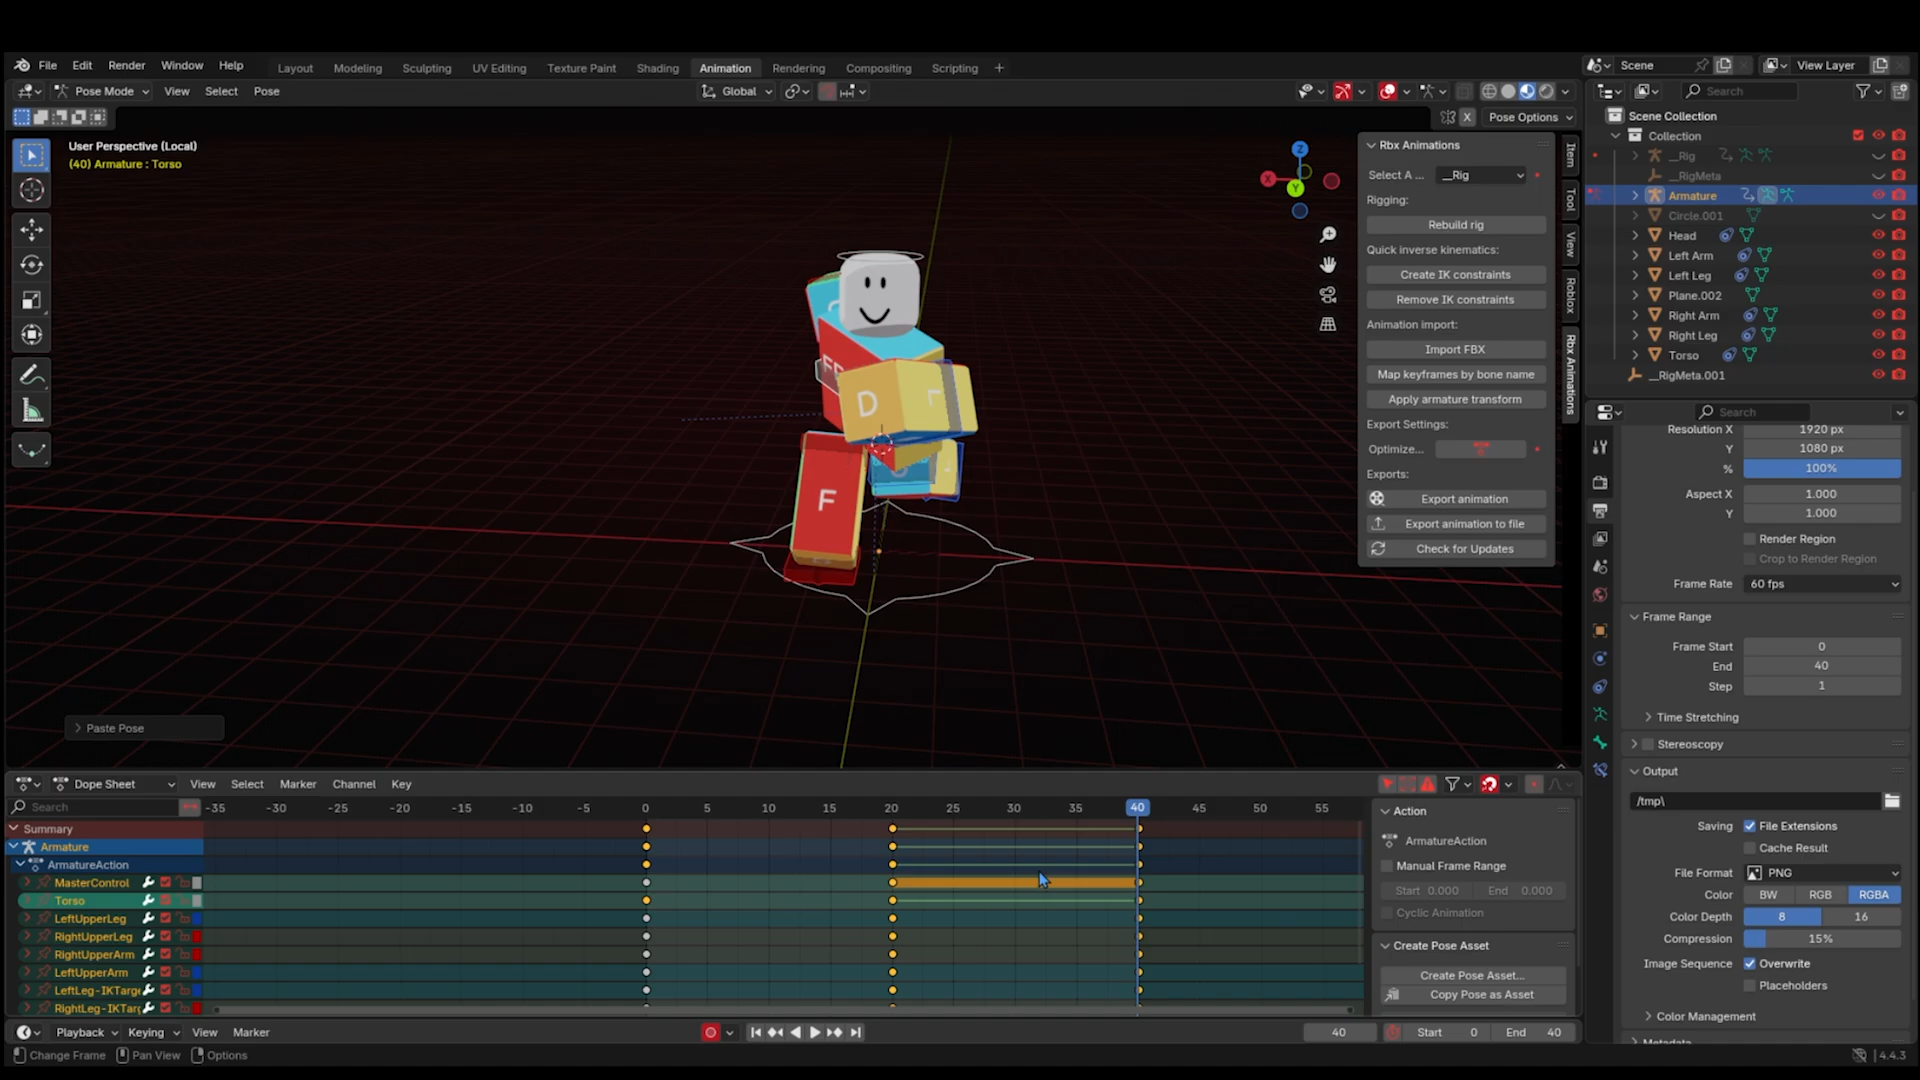 File Edit Render Window Help Layout Modeling Sculpting UV Editing Texture Paint Shading Animation Rendering Compositing Scripting + Scene View Layer
Pose Mode View Select Pose Global Search
X Pose Options
User Perspective (Local)
(40) Armature : Torso
Z
X
Y
D
F
Paste Pose
Rbx Animations
Select A ... __Rig
Rigging:
Rebuild rig
Quick inverse kinematics:
Create IK constraints
Remove IK constraints
Animation import:
Import FBX
Map keyframes by bone name
Apply armature transform
Export Settings:
Optimize...
Exports:
Export animation
Export animation to file
Check for Updates
Item
Tool
View
Roblox
Rbx Animations
Scene Collection
Collection
__Rig
__RigMeta
Armature
Circle.001
Head
Left Arm
Left Leg
Plane.002
Right Arm
Right Leg
Torso
__RigMeta.001
Search
Resolution X 1920 px
Y 1080 px
% 100%
Aspect X 1.000
Y 1.000
Render Region
Crop to Render Region
Frame Rate 60 fps
Frame Range
Frame Start 0
End 40
Step 1
Time Stretching
Stereoscopy
Output
/tmp\
Saving File Extensions
Cache Result
File Format PNG
Color BW RGB RGBA
Color Depth 8 16
Compression 15%
Image Sequence Overwrite
Placeholders
Color Management
Dope Sheet View Select Marker Channel Key
Search -35 -30 -25 -20 -15 -10 -5 0 5 10 15 20 25 30 35 40 45 50 55
Summary
Armature
ArmatureAction
MasterControl
Torso
LeftUpperLeg
RightUpperLeg
RightUpperArm
LeftUpperArm
LeftLeg-IKTarge
RightLeg-IKTarg
Action
ArmatureAction
Manual Frame Range
Start 0.000 End 0.000
Cyclic Animation
Create Pose Asset
Create Pose Asset...
Copy Pose as Asset
Playback Keying View Marker 40 Start 0 End 40
Change Frame Pan View Options 4.4.3